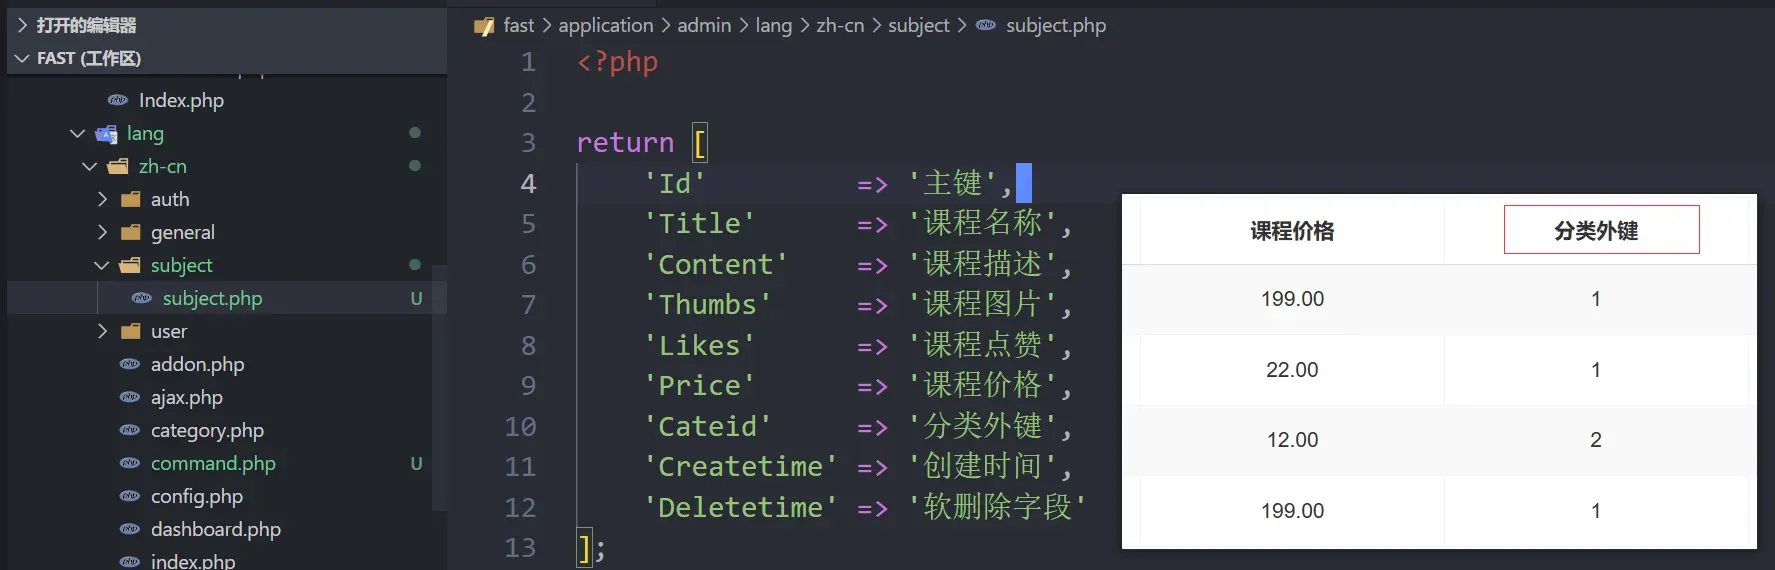 打开的编辑器
FAST (工作区)
Index.php
lang
zh-cn
auth
general
subject
subject.php U
user
addon.php
ajax.php
category.php
command.php U
config.php
dashboard.php
index.php
fast > application > admin > lang > zh-cn > subject > subject.php
1 <?php
2
3 return [
4 'Id' => '主键',
5 'Title' => '课程名称',
6 'Content' => '课程描述',
7 'Thumbs' => '课程图片',
8 'Likes' => '课程点赞',
9 'Price' => '课程价格',
10 'Cateid' => '分类外键',
11 'Createtime' => '创建时间',
12 'Deletetime' => '软删除字段'
13 ];
课程价格 分类外键
199.00 1
22.00 1
12.00 2
199.00 1